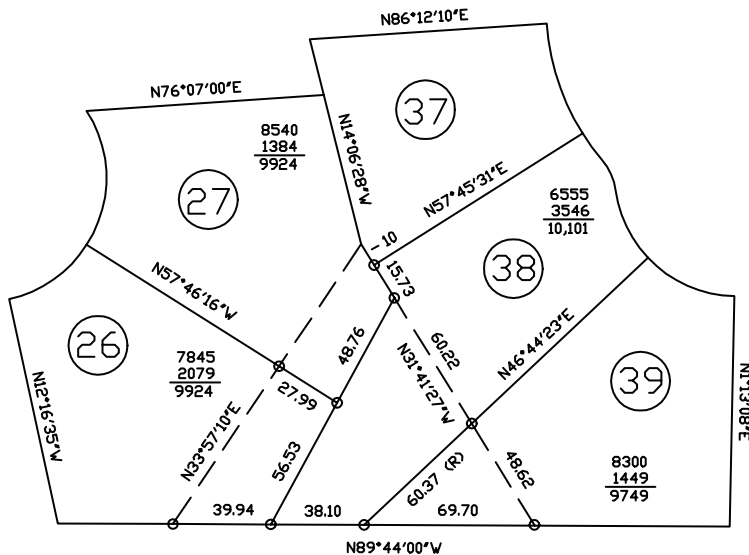 N86°12'10"E
37
N76°07'00"E
8540
1384
9924
N14°06'28"W
27
N57°45'31"E
6555
3546
10,101
10
15.73
38
N57°46'16"W
26
7845
2079
9924
48.76
60.22
N46°44'23"E
N31°41'27"W
27.99
39
N1°13'08"E
N12°16'35"W
N33°57'10"E
56.53
60.37 (R)
48.62
8300
1449
9749
39.94
38.10
69.70
N89°44'00"W